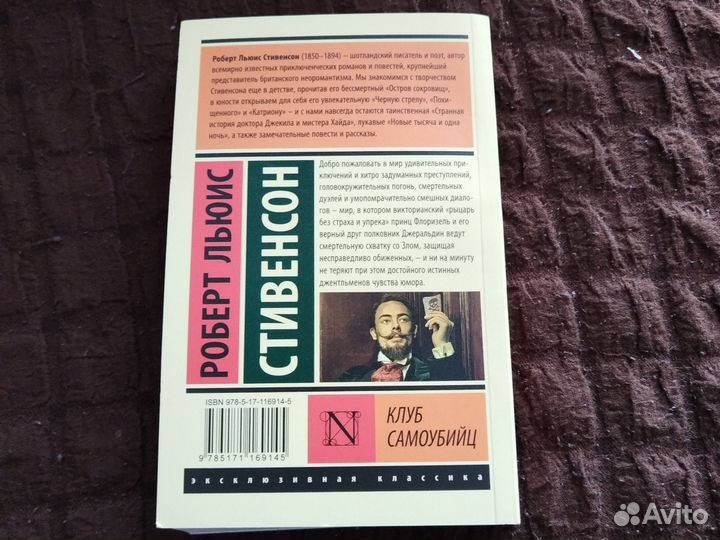 Роберт Льюис Стивенсон (1850–1894) – шотландский писатель и поэт, автор
всемирно известных приключенческих романов и повестей, крупнейший
представитель британского неоромантизма. Мы знакомимся с творчеством
Стивенсона еще в детстве, прочитав его бессмертный «Остров сокровищ»,
в юности открываем для себя его увлекательную «Черную стрелу», «Похи-
щенного» и «Катриону» – и с нами навсегда остаются таинственная «Странная
история доктора Джекила и мистера Хайда», лукавые «Новые тысяча и одна
ночь», а также замечательные повести и рассказы.
РОБЕРТ ЛЬЮИС
СТИВЕНСОН
Добро пожаловать в мир удивительных при-
ключений и хитро задуманных преступлений,
головокружительных погонь, смертельных
дуэлей и умопомрачительно смешных диало-
гов – мир, в котором викторианский «рыцарь
без страха и упрека» принц Флоризель и его
верный друг полковник Джеральдин ведут
смертельную схватку со Злом, защищая
несправедливо обиженных, – и ни на минуту
не теряют при этом достойного истинных
джентльменов чувства юмора.
ISBN 978-5-17-116914-5
9 785171 169145
N
КЛУБ
САМОУБИЙЦ
эксклюзивная классика
Avito